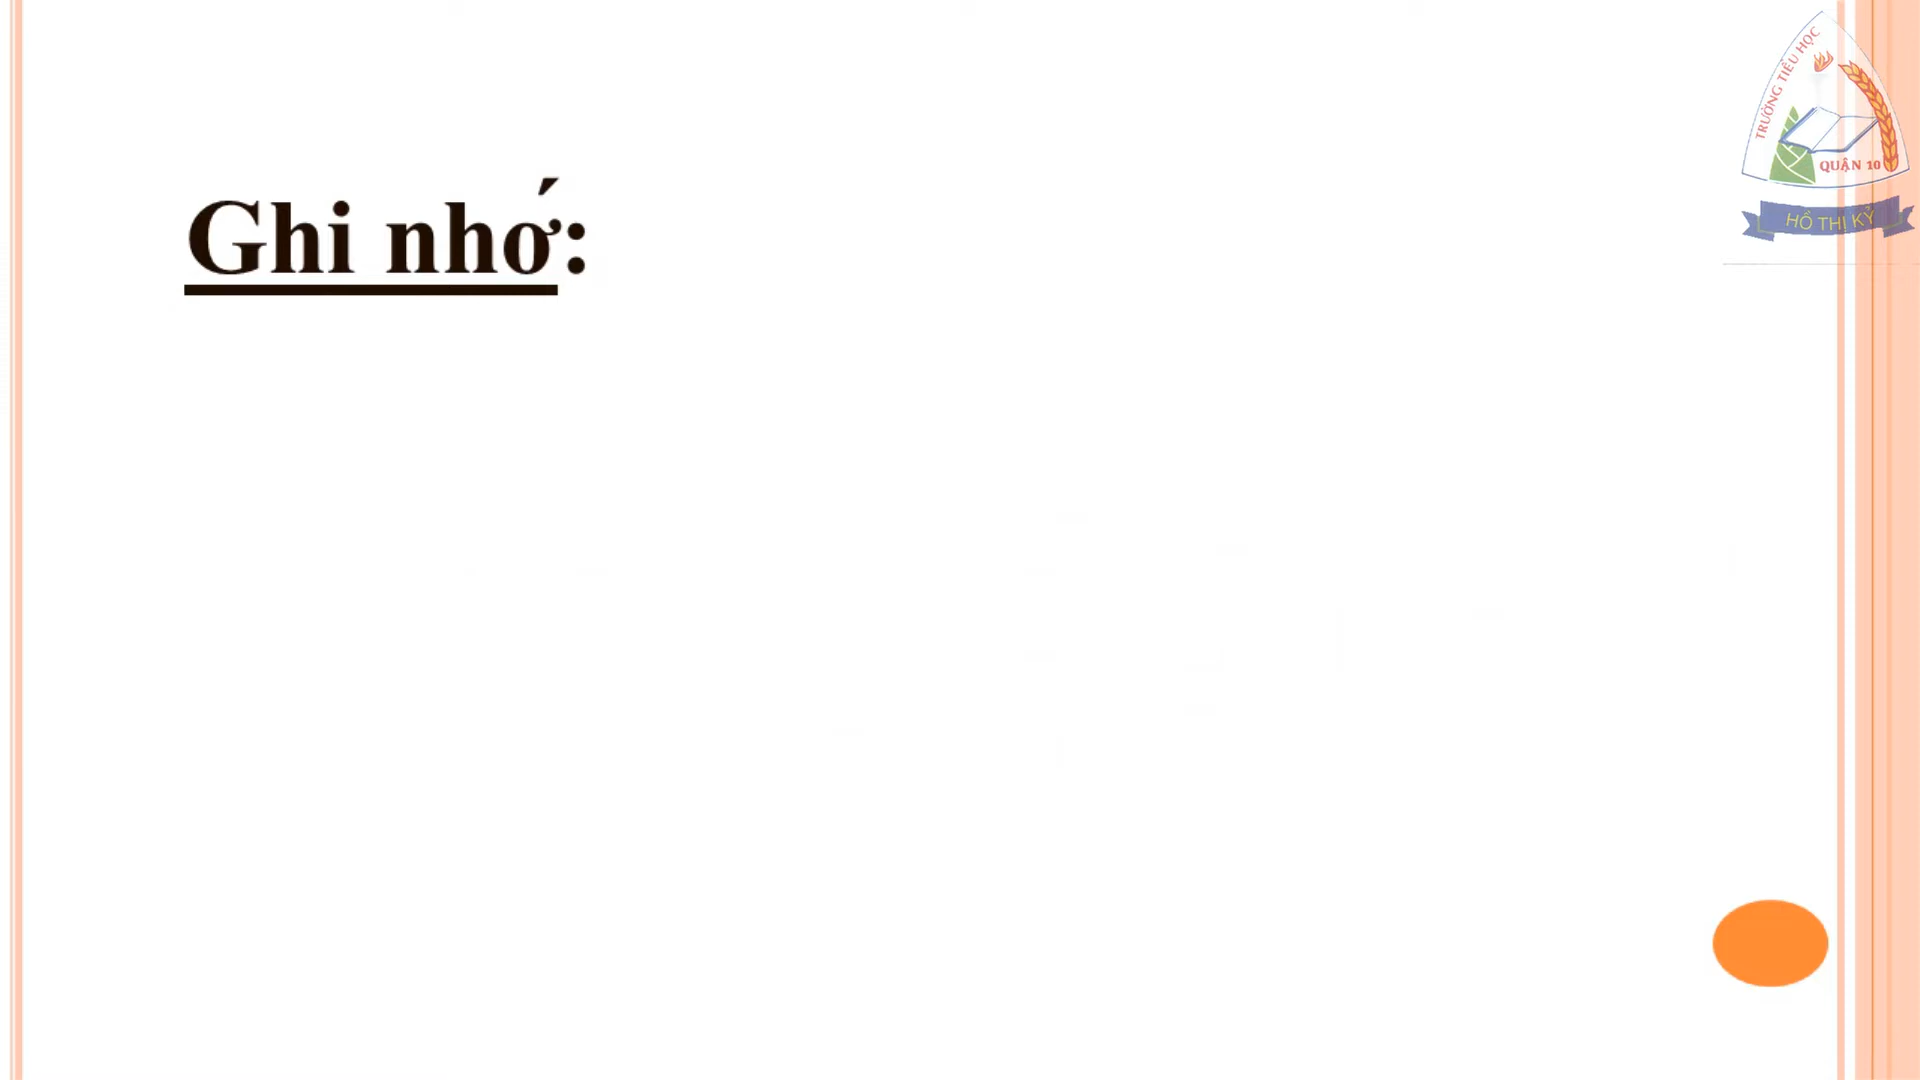 Ghi nhớ:
TRƯỜNG TIỂU HỌC
QUẬN 10
HỒ THỊ KỶ